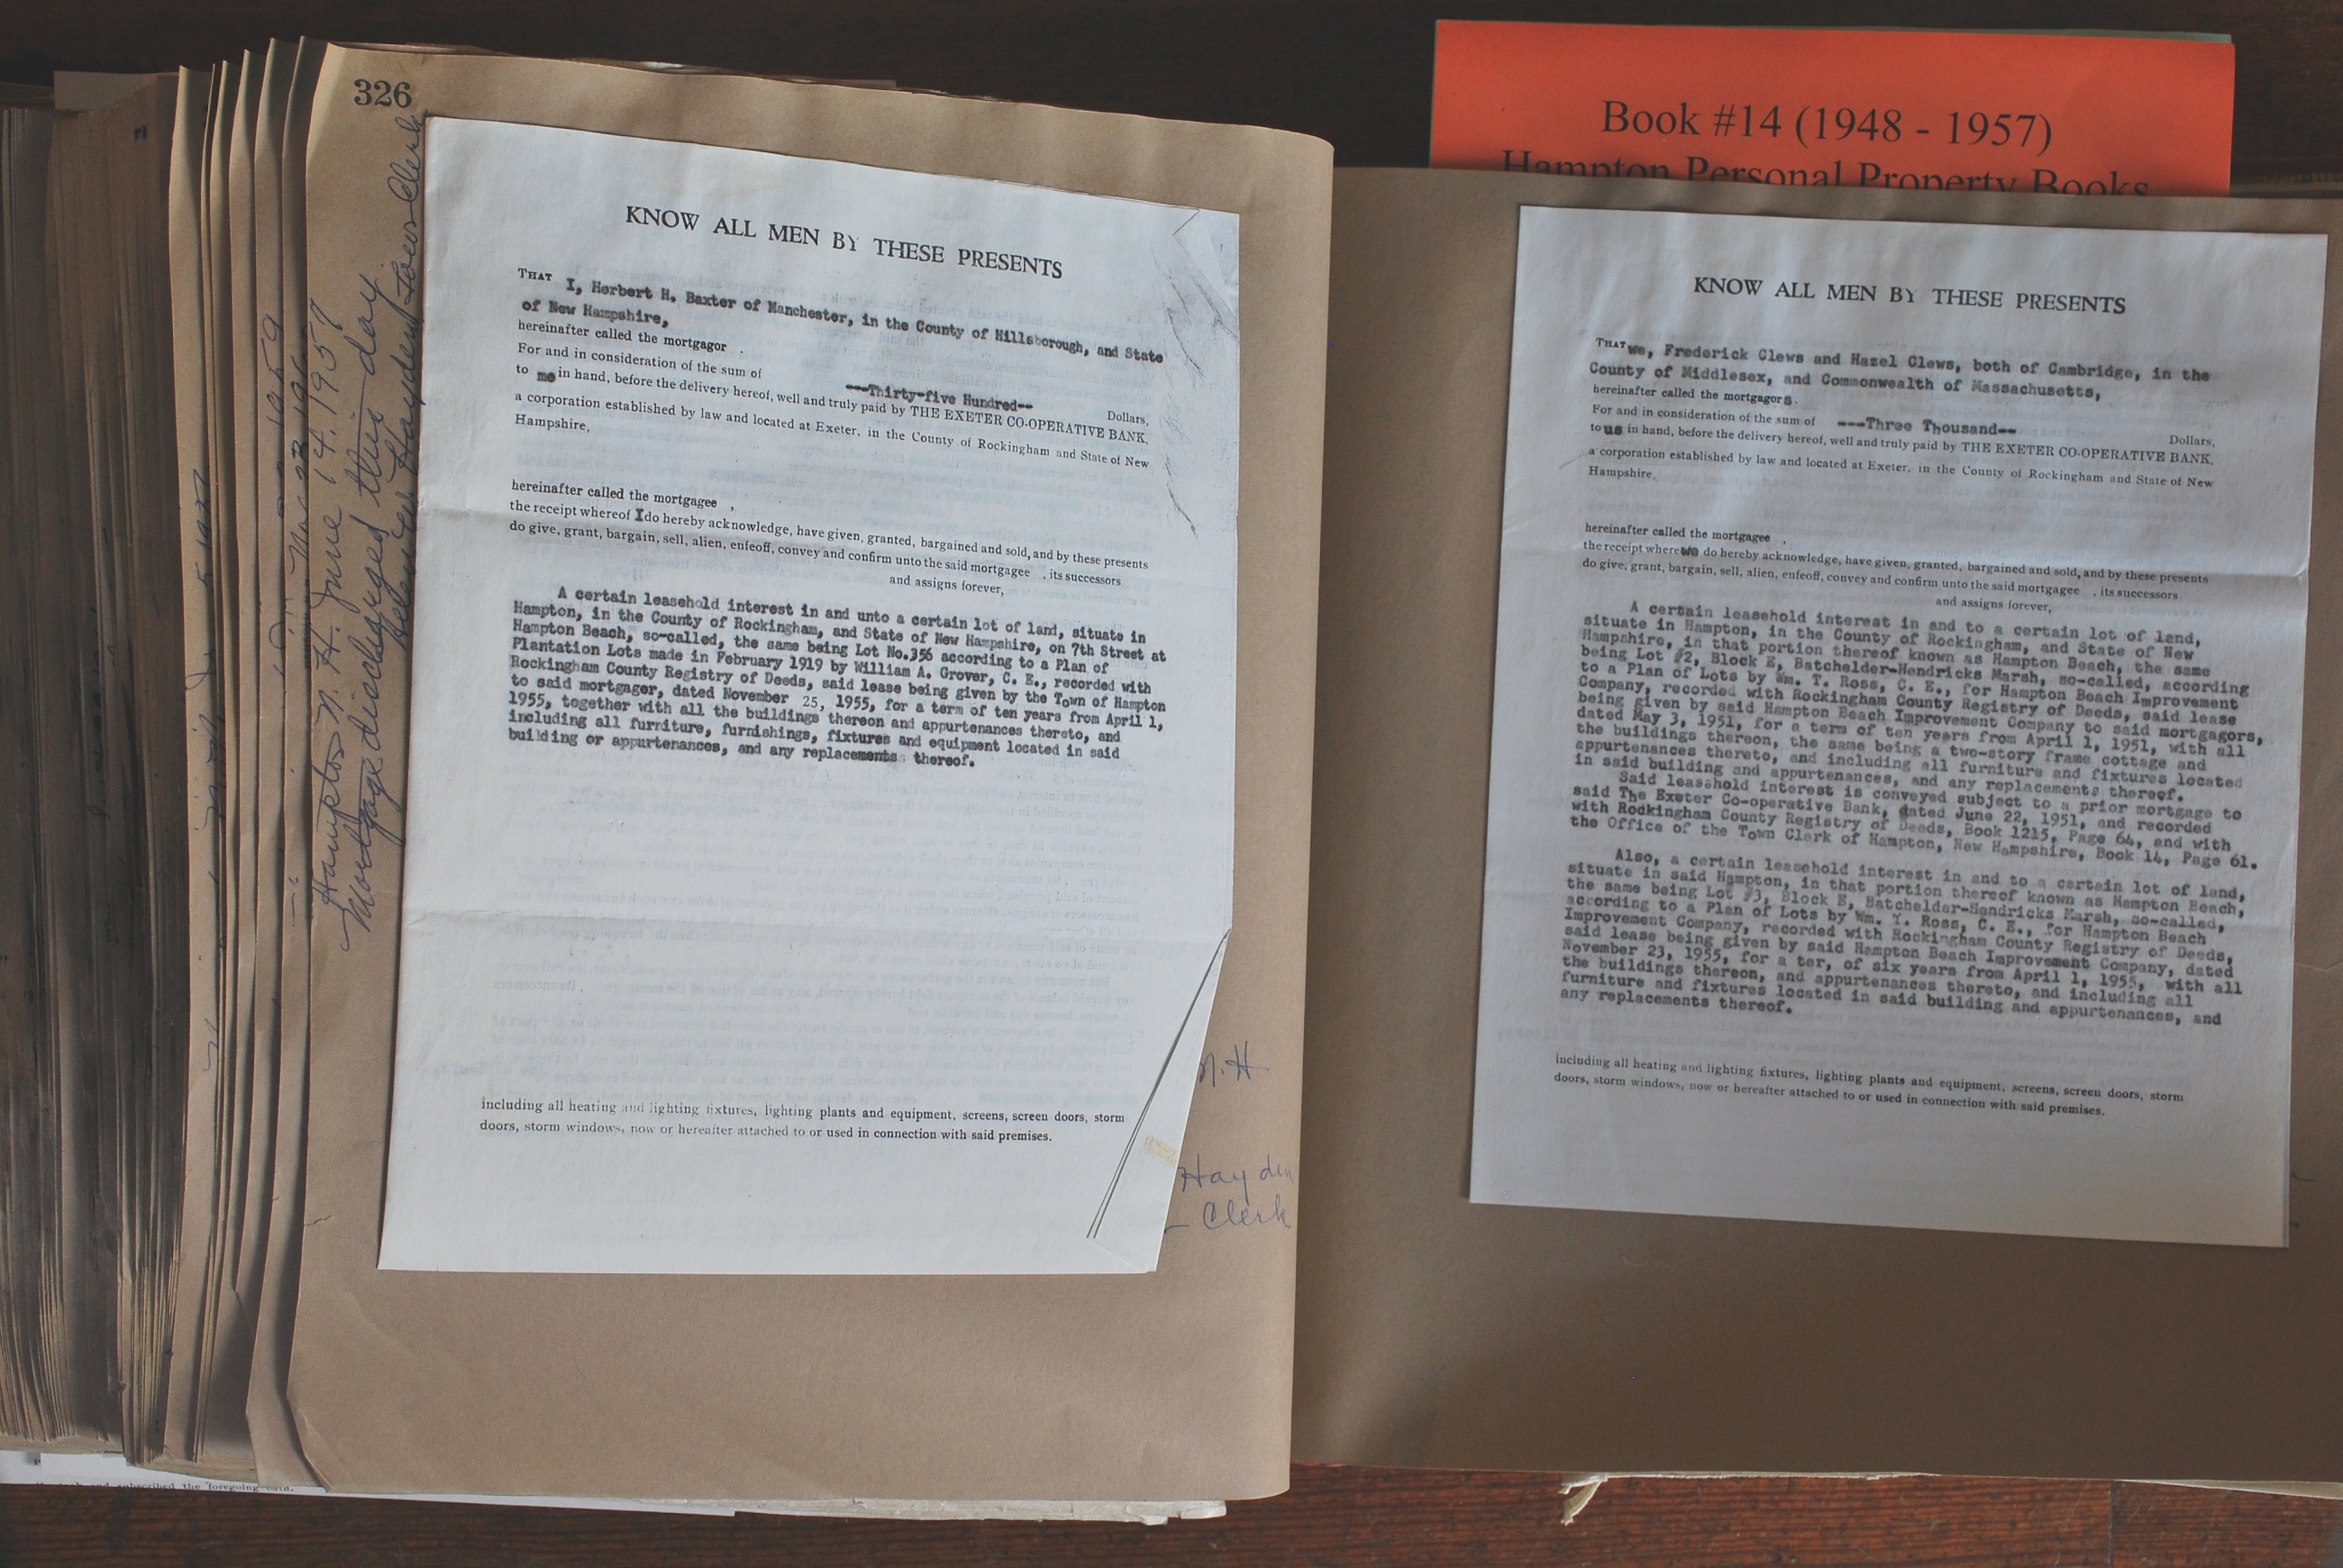 326
Hampton N. H. June 14. 1957
Mortgage discharged this day
Helen W. Hayden Town Clerk
KNOW ALL MEN BY THESE PRESENTS
THAT I, Herbert H. Baxter of Manchester, in the County of Hillsborough, and State
of New Hampshire,
hereinafter called the mortgagor .
For and in consideration of the sum of ---Thirty-five Hundred-- Dollars,
to me in hand, before the delivery hereof, well and truly paid by THE EXETER CO-OPERATIVE BANK,
a corporation established by law and located at Exeter, in the County of Rockingham and State of New
Hampshire,
hereinafter called the mortgagee ,
the receipt whereof I do hereby acknowledge, have given, granted, bargained and sold, and by these presents
do give, grant, bargain, sell, alien, enfeoff, convey and confirm unto the said mortgagee , its successors
and assigns forever,
A certain leasehold interest in and unto a certain lot of land, situate in
Hampton, in the County of Rockingham, and State of New Hampshire, on 7th Street at
Hampton Beach, so-called, the same being Lot No.356 according to a Plan of
Plantation Lots made in February 1919 by William A. Grover, C. E., recorded with
Rockingham County Registry of Deeds, said lease being given by the Town of Hampton
to said mortgager, dated November 25, 1955, for a term of ten years from April 1,
1955, together with all the buildings thereon and appurtenances thereto, and
including all furniture, furnishings, fixtures and equipment located in said
building or appurtenances, and any replacements thereof.
including all heating and lighting fixtures, lighting plants and equipment, screens, screen doors, storm
doors, storm windows, now or hereafter attached to or used in connection with said premises.
N. H
Hayden
Clerk
Book #14 (1948 - 1957)
Hampton Personal Property Books
KNOW ALL MEN BY THESE PRESENTS
THAT we, Frederick Clews and Hazel Clews, both of Cambridge, in the
County of Middlesex, and Commonwealth of Massachusetts,
hereinafter called the mortgagors.
For and in consideration of the sum of ---Three Thousand-- Dollars,
to us in hand, before the delivery hereof, well and truly paid by THE EXETER CO-OPERATIVE BANK,
a corporation established by law and located at Exeter, in the County of Rockingham and State of New
Hampshire,
hereinafter called the mortgagee ,
the receipt where we do hereby acknowledge, have given, granted, bargained and sold, and by these presents
do give, grant, bargain, sell, alien, enfeoff, convey and confirm unto the said mortgagee , its successors
and assigns forever,
A certain leasehold interest in and to a certain lot of land,
situate in Hampton, in the County of Rockingham, and State of New
Hampshire, in that portion thereof known as Hampton Beach, the same
being Lot #2, Block E, Batchelder-Hendricks Marsh, so-called, according
to a Plan of Lots by Wm. T. Ross, C. E., for Hampton Beach Improvement
Company, recorded with Rockingham County Registry of Deeds, said lease
being given by said Hampton Beach Improvement Company to said mortgagors,
dated May 3, 1951, for a term of ten years from April 1, 1951, with all
the buildings thereon, the same being a two-story frame cottage and
appurtenances thereto, and including all furniture and fixtures located
in said building and appurtenances, and any replacements thereof.
Said leasehold interest is conveyed subject to a prior mortgage to
said The Exeter Co-operative Bank, dated June 22, 1951, and recorded
with Rockingham County Registry of Deeds, Book 1215, Page 64, and with
the Office of the Town Clerk of Hampton, New Hampshire, Book 14, Page 61.
Also, a certain leasehold interest in and to a certain lot of land,
situate in said Hampton, in that portion thereof known as Hampton Beach,
the same being Lot #3, Block E, Batchelder-Hendricks Marsh, so-called,
according to a Plan of Lots by Wm. T. Ross, C. E., for Hampton Beach
Improvement Company, recorded with Rockingham County Registry of Deeds,
said lease being given by said Hampton Beach Improvement Company, dated
November 23, 1955, for a ter, of six years from April 1, 1955, with all
the buildings thereon, and appurtenances thereto, and including all
furniture and fixtures located in said building and appurtenances, and
any replacements thereof.
including all heating and lighting fixtures, lighting plants and equipment, screens, screen doors, storm
doors, storm windows, now or hereafter attached to or used in connection with said premises.
subscribed the foregoing oath.